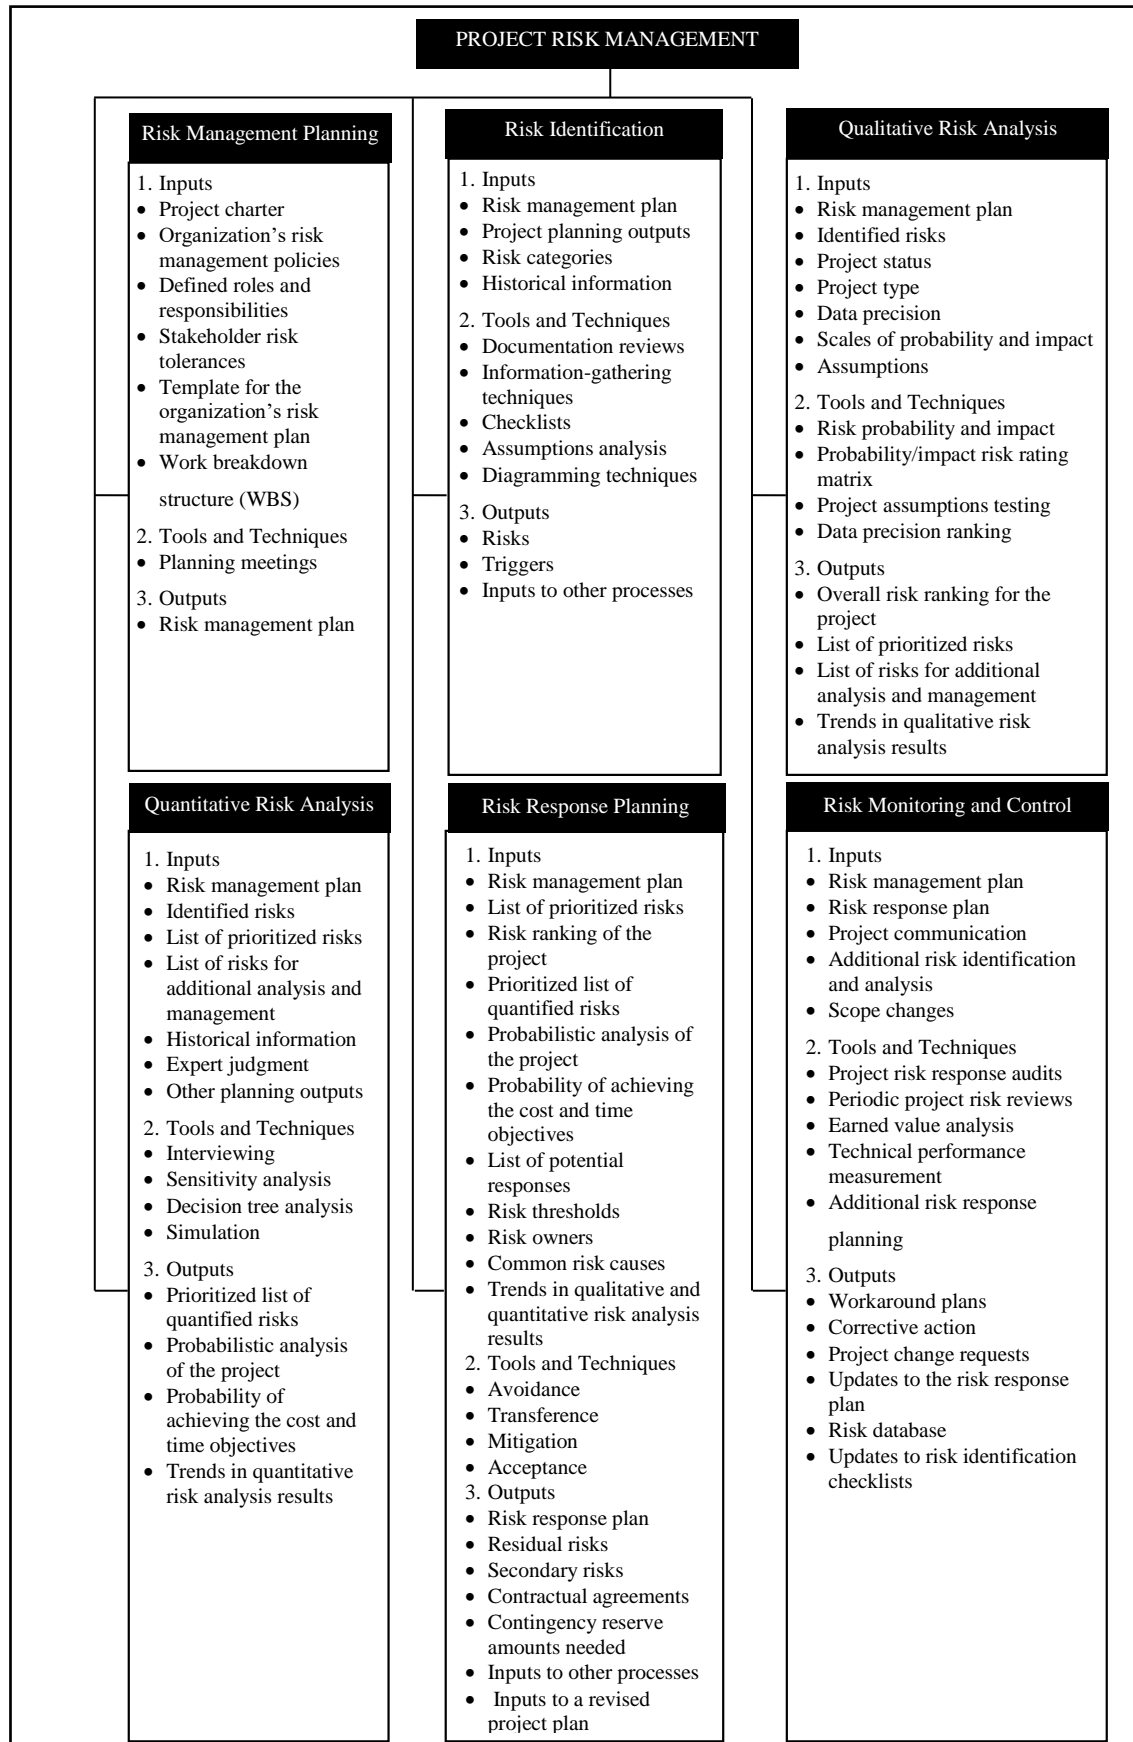 PROJECT RISK MANAGEMENT
Risk Management Planning
1. Inputs
• Project charter
• Organization's risk
management policies
• Defined roles and
responsibilities
• Stakeholder risk
tolerances
• Template for the
organization's risk
management plan
• Work breakdown
structure (WBS)
2. Tools and Techniques
• Planning meetings
3. Outputs
• Risk management plan
Risk Identification
1. Inputs
• Risk management plan
• Project planning outputs
• Risk categories
• Historical information
2. Tools and Techniques
• Documentation reviews
• Information-gathering
techniques
• Checklists
• Assumptions analysis
• Diagramming techniques
3. Outputs
• Risks
• Triggers
• Inputs to other processes
Qualitative Risk Analysis
1. Inputs
• Risk management plan
• Identified risks
• Project status
• Project type
• Data precision
• Scales of probability and impact
• Assumptions
2. Tools and Techniques
• Risk probability and impact
• Probability/impact risk rating
matrix
• Project assumptions testing
• Data precision ranking
3. Outputs
• Overall risk ranking for the
project
• List of prioritized risks
• List of risks for additional
analysis and management
• Trends in qualitative risk
analysis results
Quantitative Risk Analysis
1. Inputs
• Risk management plan
• Identified risks
• List of prioritized risks
• List of risks for
additional analysis and
management
• Historical information
• Expert judgment
• Other planning outputs
2. Tools and Techniques
• Interviewing
• Sensitivity analysis
• Decision tree analysis
• Simulation
3. Outputs
• Prioritized list of
quantified risks
• Probabilistic analysis
of the project
• Probability of
achieving the cost and
time objectives
• Trends in quantitative
risk analysis results
Risk Response Planning
1. Inputs
• Risk management plan
• List of prioritized risks
• Risk ranking of the
project
• Prioritized list of
quantified risks
• Probabilistic analysis of
the project
• Probability of achieving
the cost and time
objectives
• List of potential
responses
• Risk thresholds
• Risk owners
• Common risk causes
• Trends in qualitative and
quantitative risk analysis
results
2. Tools and Techniques
• Avoidance
• Transference
• Mitigation
• Acceptance
3. Outputs
• Risk response plan
• Residual risks
• Secondary risks
• Contractual agreements
• Contingency reserve
amounts needed
• Inputs to other processes
• Inputs to a revised
project plan
Risk Monitoring and Control
1. Inputs
• Risk management plan
• Risk response plan
• Project communication
• Additional risk identification
and analysis
• Scope changes
2. Tools and Techniques
• Project risk response audits
• Periodic project risk reviews
• Earned value analysis
• Technical performance
measurement
• Additional risk response
planning
3. Outputs
• Workaround plans
• Corrective action
• Project change requests
• Updates to the risk response
plan
• Risk database
• Updates to risk identification
checklists